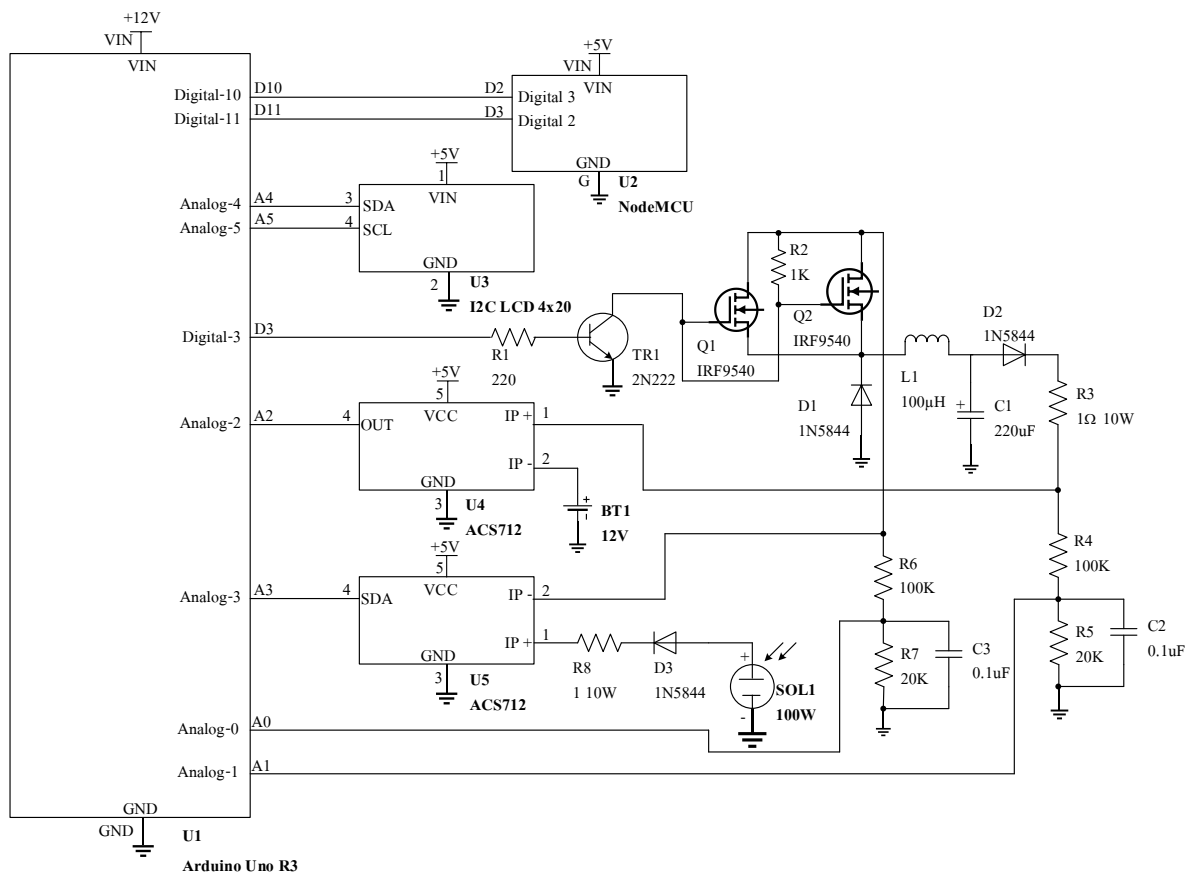 +12V
VIN
VIN
Digital-10
D10
Digital-11
D11
Analog-4
A4
Analog-5
A5
Digital-3
D3
Analog-2
A2
Analog-3
A3
Analog-0
A0
Analog-1
A1
GND
GND
U1
Arduino Uno R3
+5V
VIN
VIN
D2
Digital 3
D3
Digital 2
GND
G
U2
NodeMCU
+5V
1
VIN
3
SDA
4
SCL
GND
2
U3
I2C LCD 4x20
R1
220
TR1
2N222
Q1
IRF9540
R2
1K
Q2
IRF9540
D1
1N5844
L1
100µH
D2
1N5844
C1
+
220uF
R3
1Ω 10W
+5V
5
VCC
4
OUT
IP +
1
IP -
2
GND
3
U4
ACS712
+
-
BT1
12V
+5V
5
VCC
4
SDA
IP -
2
IP +
1
GND
3
U5
ACS712
R8
1 10W
D3
1N5844
+
-
SOL1
100W
R6
100K
R7
20K
C3
0.1uF
R4
100K
R5
20K
C2
0.1uF